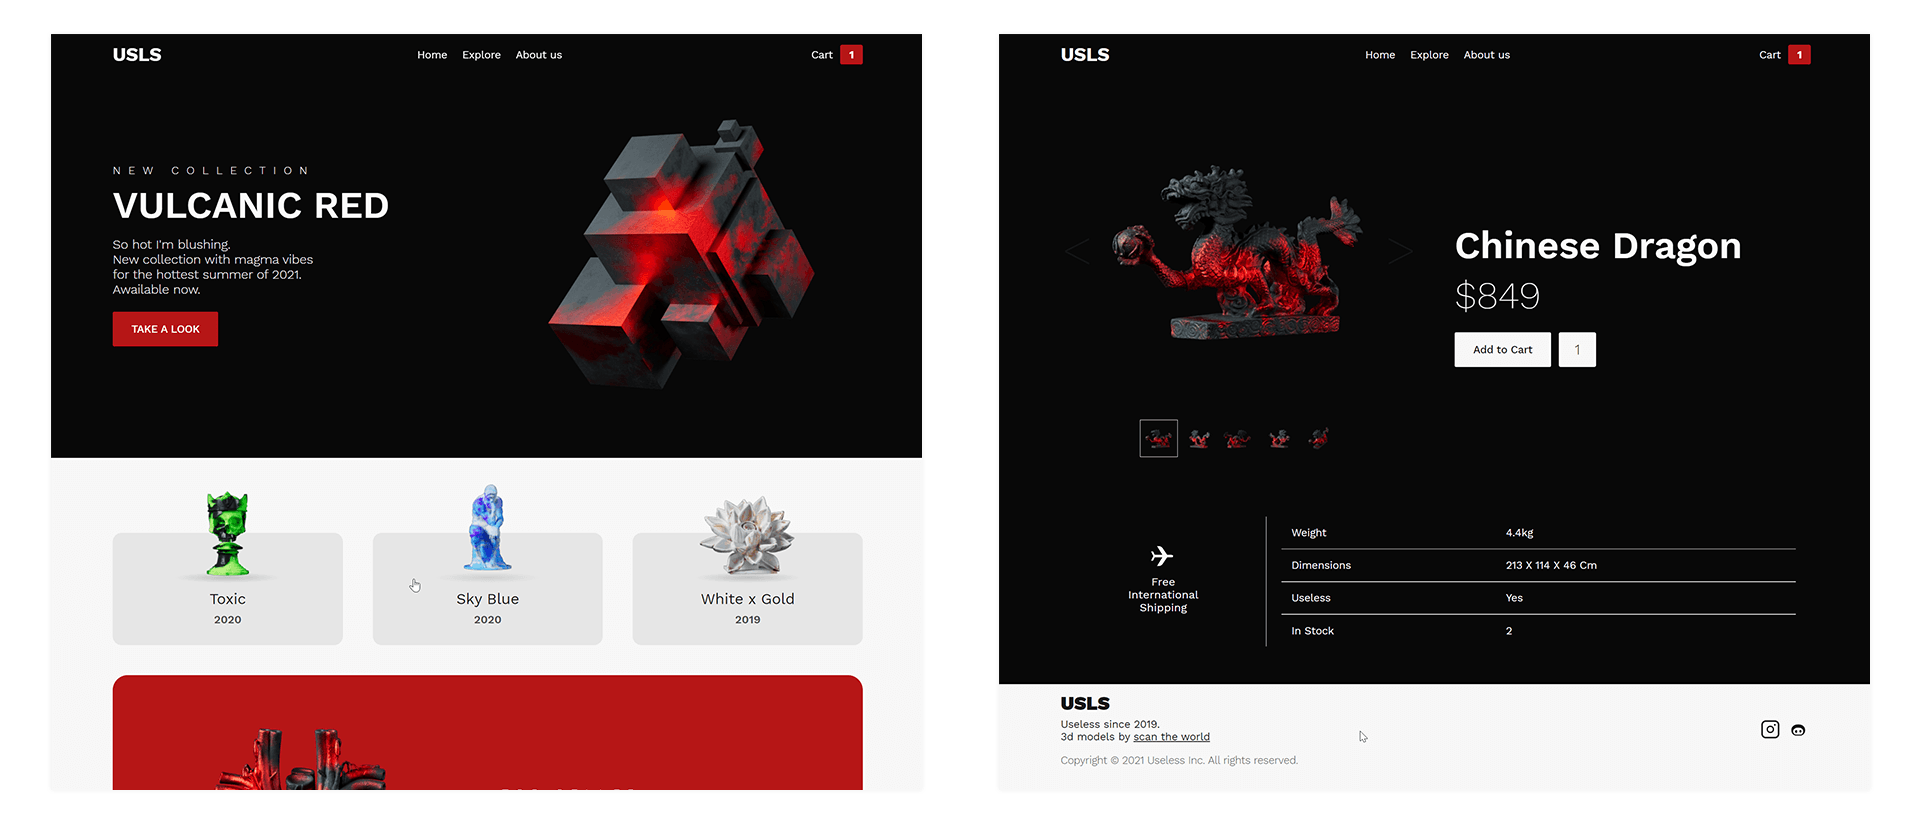 USLS
Home Explore About us
Cart 1
NEW COLLECTION
VULCANIC RED
So hot I'm blushing.
New collection with magma vibes
for the hottest summer of 2021.
Awailable now.
TAKE A LOOK
Toxic
2020
Sky Blue
2020
White x Gold
2019
USLS
Home Explore About us
Cart 1
Chinese Dragon
$849
Add to Cart 1
Free
International
Shipping
Weight 4.4kg
Dimensions 213 X 114 X 46 Cm
Useless Yes
In Stock 2
USLS
Useless since 2019.
3d models by scan the world
Copyright © 2021 Useless Inc. All rights reserved.